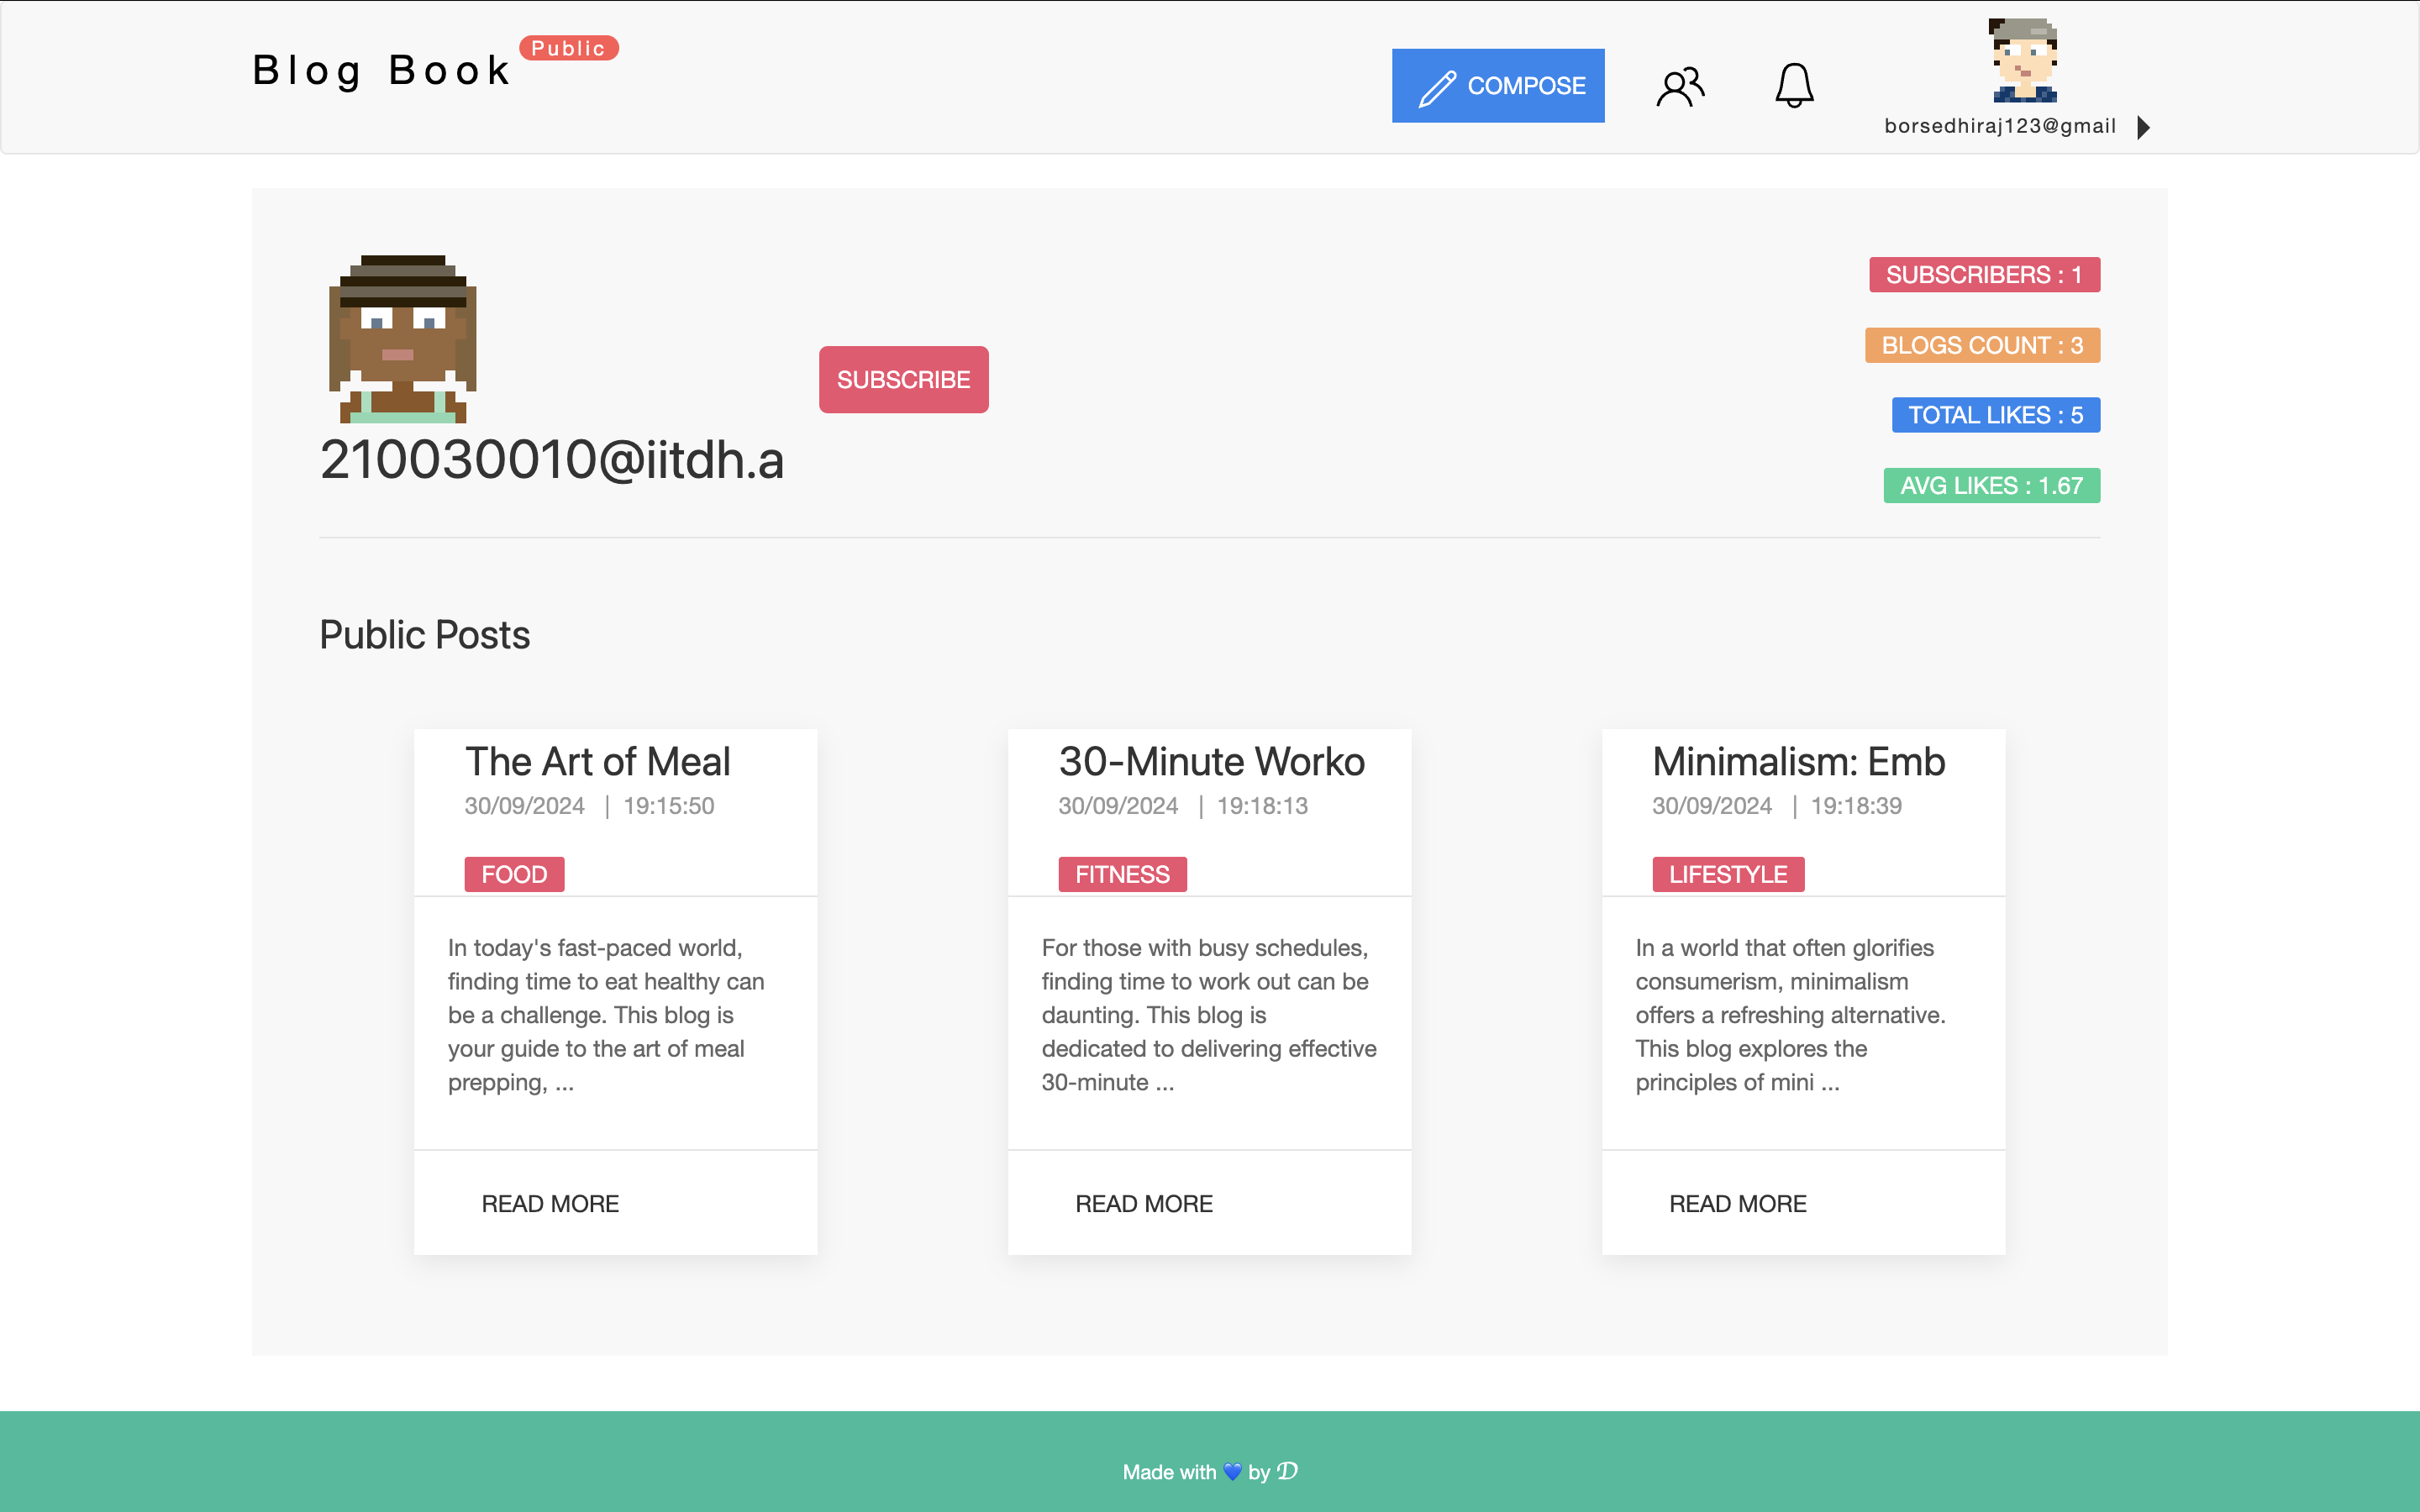 Blog Book
Public
COMPOSE
borsedhiraj123@gmail
SUBSCRIBERS : 1
BLOGS COUNT : 3
SUBSCRIBE
TOTAL LIKES : 5
210030010@iitdh.a
AVG LIKES : 1.67
Public Posts
The Art of Meal
30/09/2024 | 19:15:50
FOOD
In today's fast-paced world,
finding time to eat healthy can
be a challenge. This blog is
your guide to the art of meal
prepping, ...
READ MORE
30-Minute Worko
30/09/2024 | 19:18:13
FITNESS
For those with busy schedules,
finding time to work out can be
daunting. This blog is
dedicated to delivering effective
30-minute ...
READ MORE
Minimalism: Emb
30/09/2024 | 19:18:39
LIFESTYLE
In a world that often glorifies
consumerism, minimalism
offers a refreshing alternative.
This blog explores the
principles of mini ...
READ MORE
Made with 💙 by 𝒟